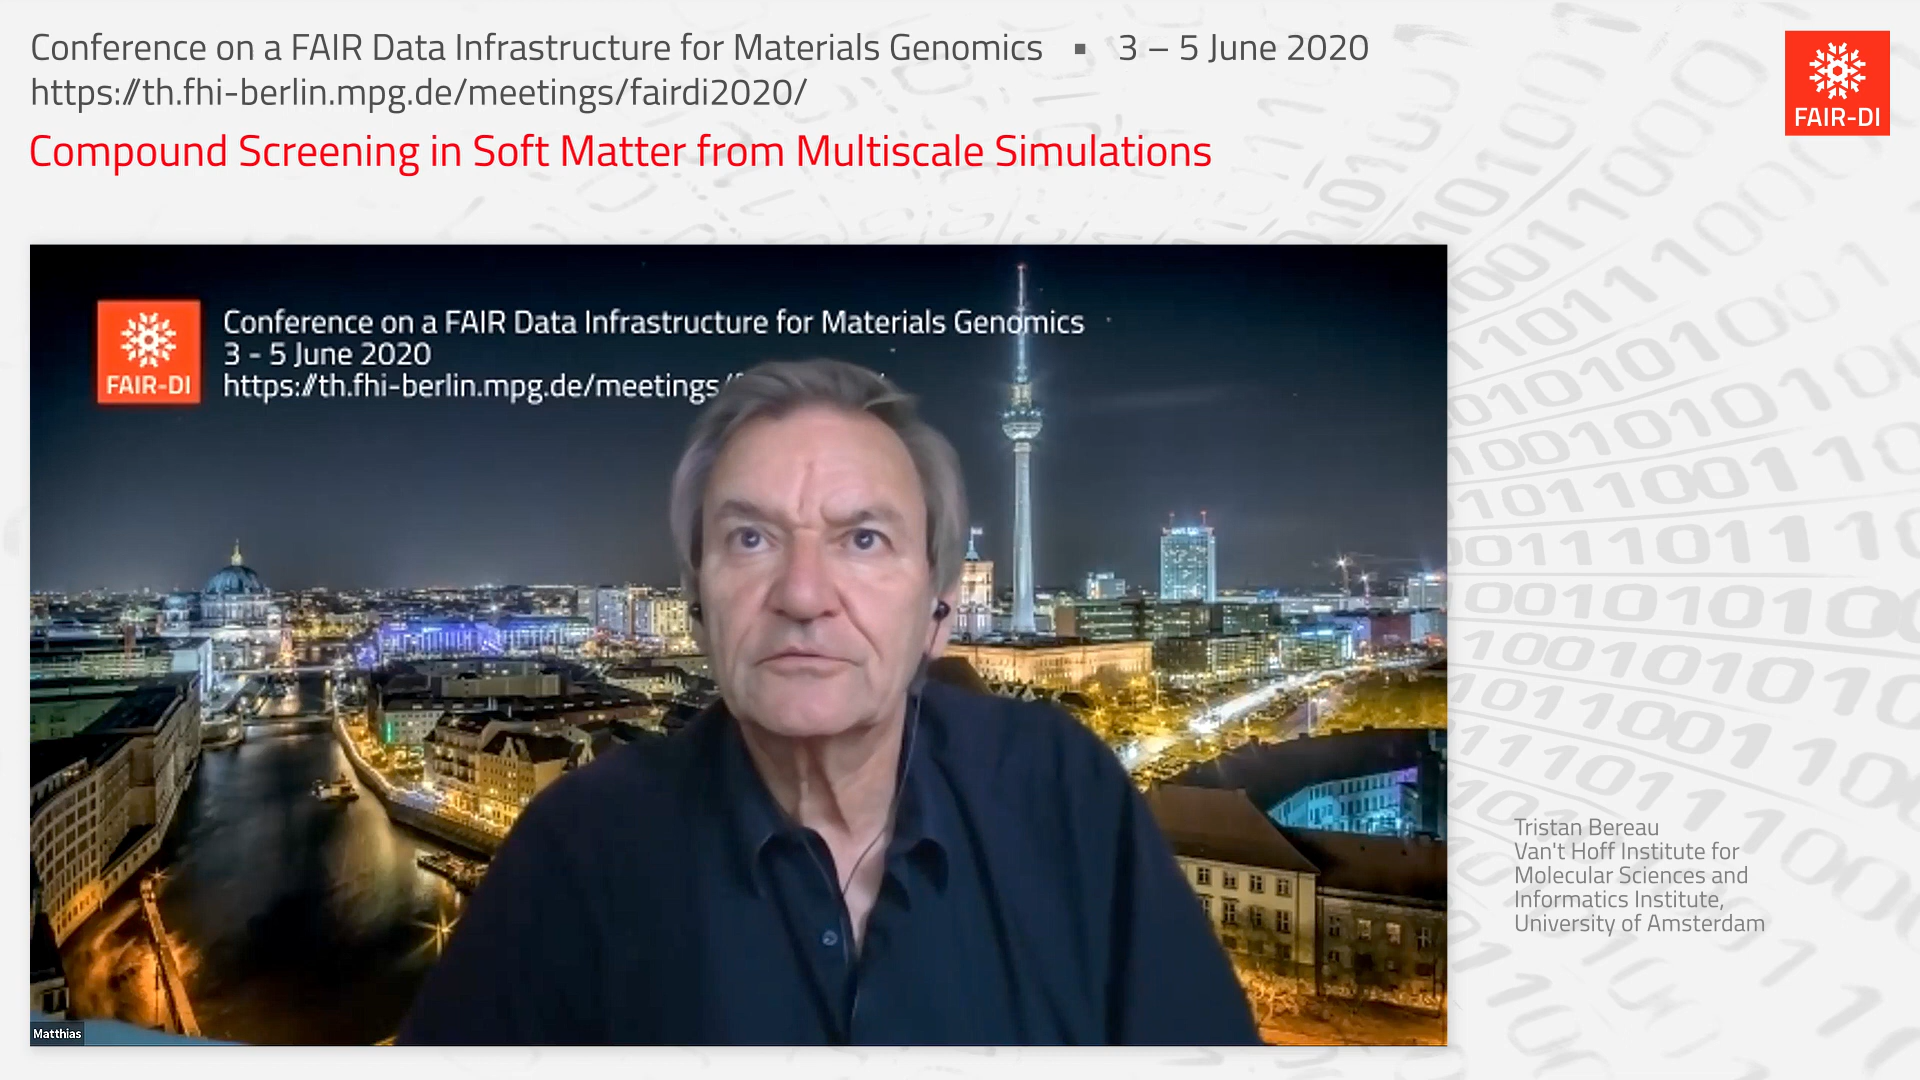 Conference on a FAIR Data Infrastructure for Materials Genomics ▪ 3 – 5 June 2020
https://th.fhi-berlin.mpg.de/meetings/fairdi2020/
FAIR-DI
Compound Screening in Soft Matter from Multiscale Simulations
Conference on a FAIR Data Infrastructure for Materials Genomics
3 - 5 June 2020
https://th.fhi-berlin.mpg.de/meetings/
FAIR-DI
Tristan Bereau
Van't Hoff Institute for
Molecular Sciences and
Informatics Institute,
University of Amsterdam
Matthias